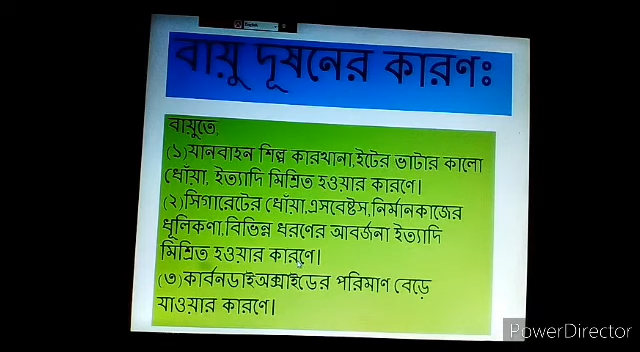 বায়ু দূষনের কারণঃ
বায়ুতে,
(১)যানবাহন শিল্প কারখানা,ইটের ভাটার কালো
ধোঁয়া, ইত্যাদি মিশ্রিত হওয়ার কারণে।
(২)সিগারেটের ধোঁয়া,এসবেষ্টস,নির্মানকাজের
ধূলিকণা,বিভিন্ন ধরণের আবর্জনা ইত্যাদি
মিশ্রিত হওয়ার কারণে।
(৩)কার্বনডাইঅক্সাইডের পরিমাণ বেড়ে
যাওয়ার কারণে।
PowerDirector